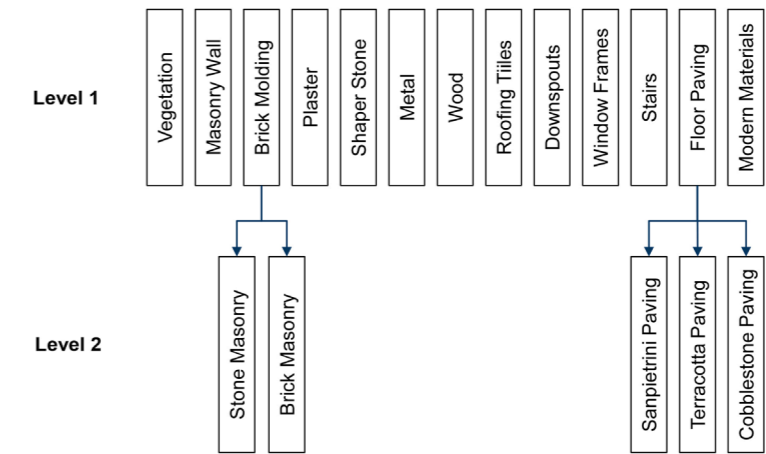 Level 1
Vegetation
Masonry Wall
Brick Molding
Plaster
Shaper Stone
Metal
Wood
Roofing Tiiles
Downspouts
Window Frames
Stairs
Floor Paving
Modern Materials
Level 2
Stone Masonry
Brick Masonry
Sanpietrini Paving
Terracotta Paving
Cobblestone Paving